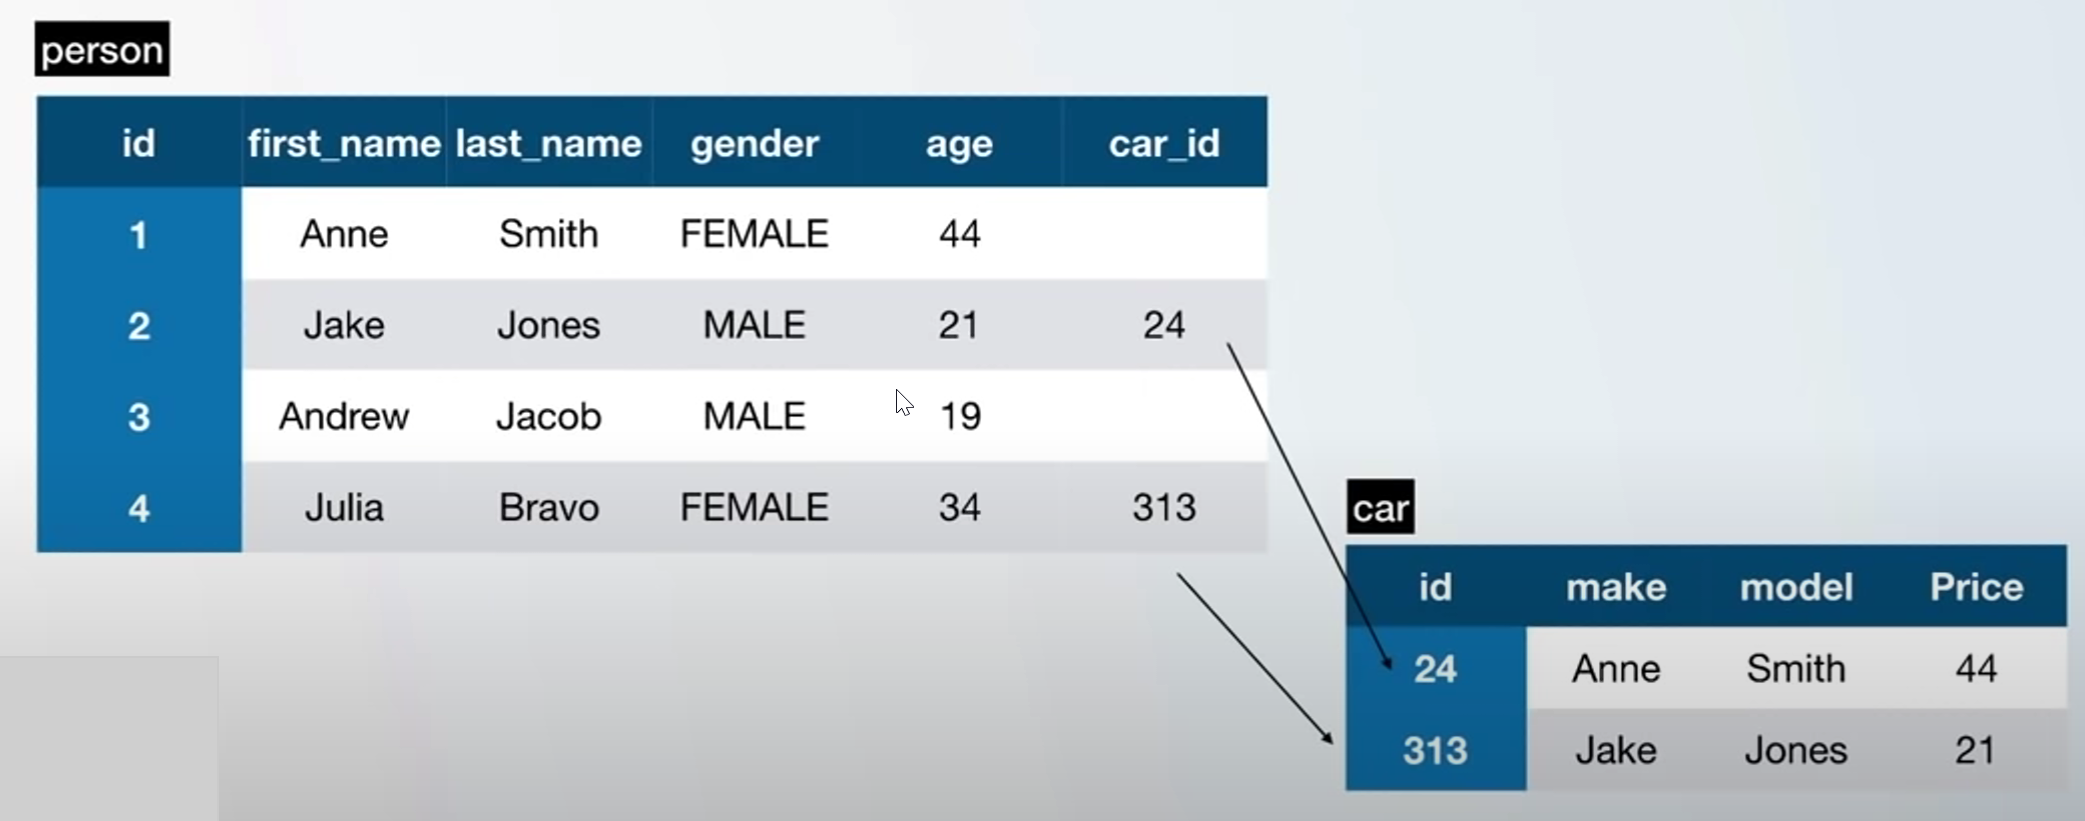 person
id first_name last_name gender age car_id
1 Anne Smith FEMALE 44
2 Jake Jones MALE 21 24
3 Andrew Jacob MALE 19
4 Julia Bravo FEMALE 34 313
car
id make model Price
24 Anne Smith 44
313 Jake Jones 21